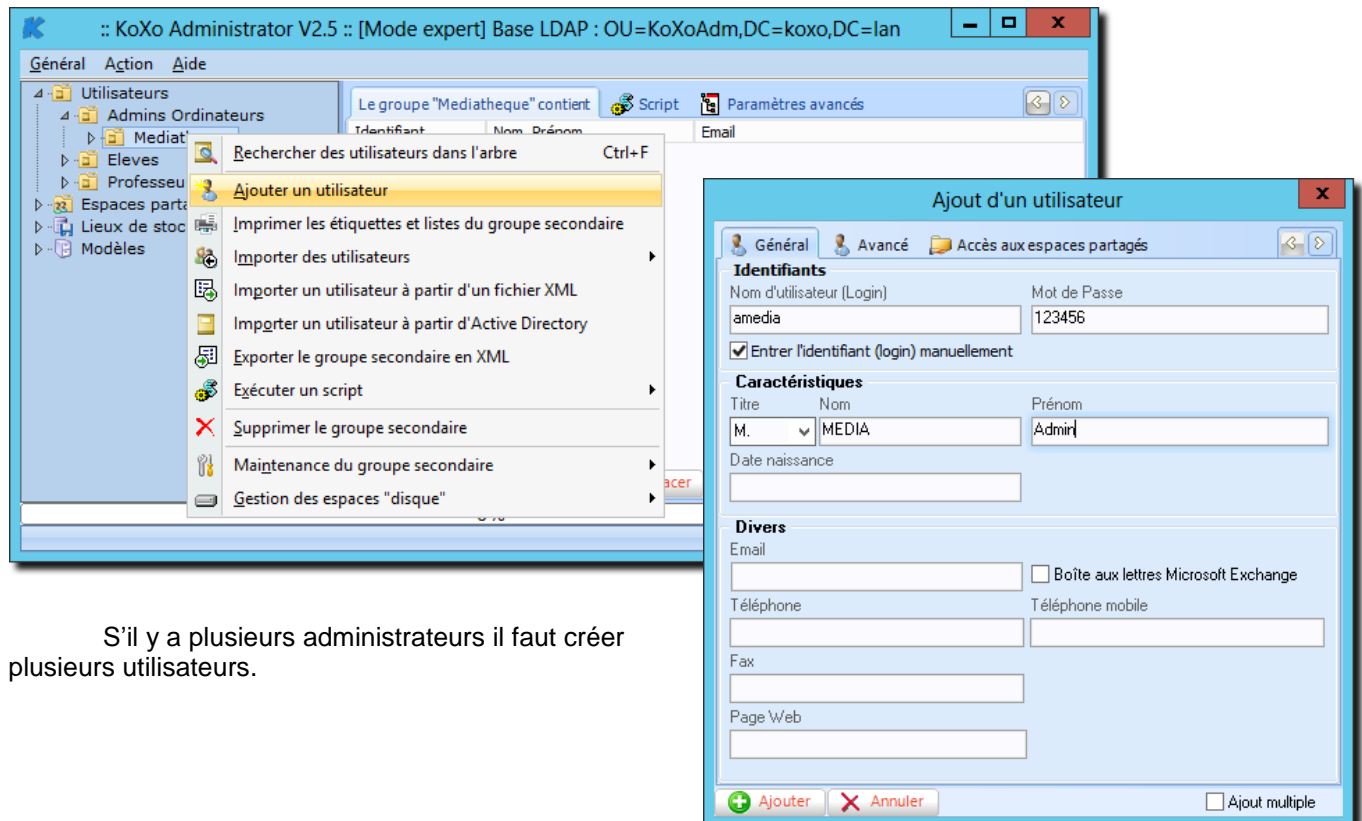 :: KoXo Administrator V2.5 :: [Mode expert] Base LDAP : OU=KoXoAdm,DC=koxo,DC=lan
Général Action Aide
Utilisateurs
Admins Ordinateurs
Mediat
Eleves
Professeu
Espaces parta
Lieux de stoc
Modèles
Le groupe "Mediatheque" contient Script Paramètres avancés
Identifiant Nom Prénom Email
Rechercher des utilisateurs dans l'arbre Ctrl+F
Ajouter un utilisateur
Imprimer les étiquettes et listes du groupe secondaire
Importer des utilisateurs
Importer un utilisateur à partir d'un fichier XML
Importer un utilisateur à partir d'Active Directory
Exporter le groupe secondaire en XML
Exécuter un script
Supprimer le groupe secondaire
Maintenance du groupe secondaire
Gestion des espaces "disque"
acer
Ajout d'un utilisateur
Général Avancé Accès aux espaces partagés
Identifiants
Nom d'utilisateur (Login) Mot de Passe
amedia 123456
Entrer l'identifiant (login) manuellement
Caractéristiques
Titre Nom Prénom
M. MEDIA Admin
Date naissance
Divers
Email
Boîte aux lettres Microsoft Exchange
Téléphone Téléphone mobile
Fax
Page Web
Ajouter Annuler Ajout multiple
S'il y a plusieurs administrateurs il faut créer
plusieurs utilisateurs.